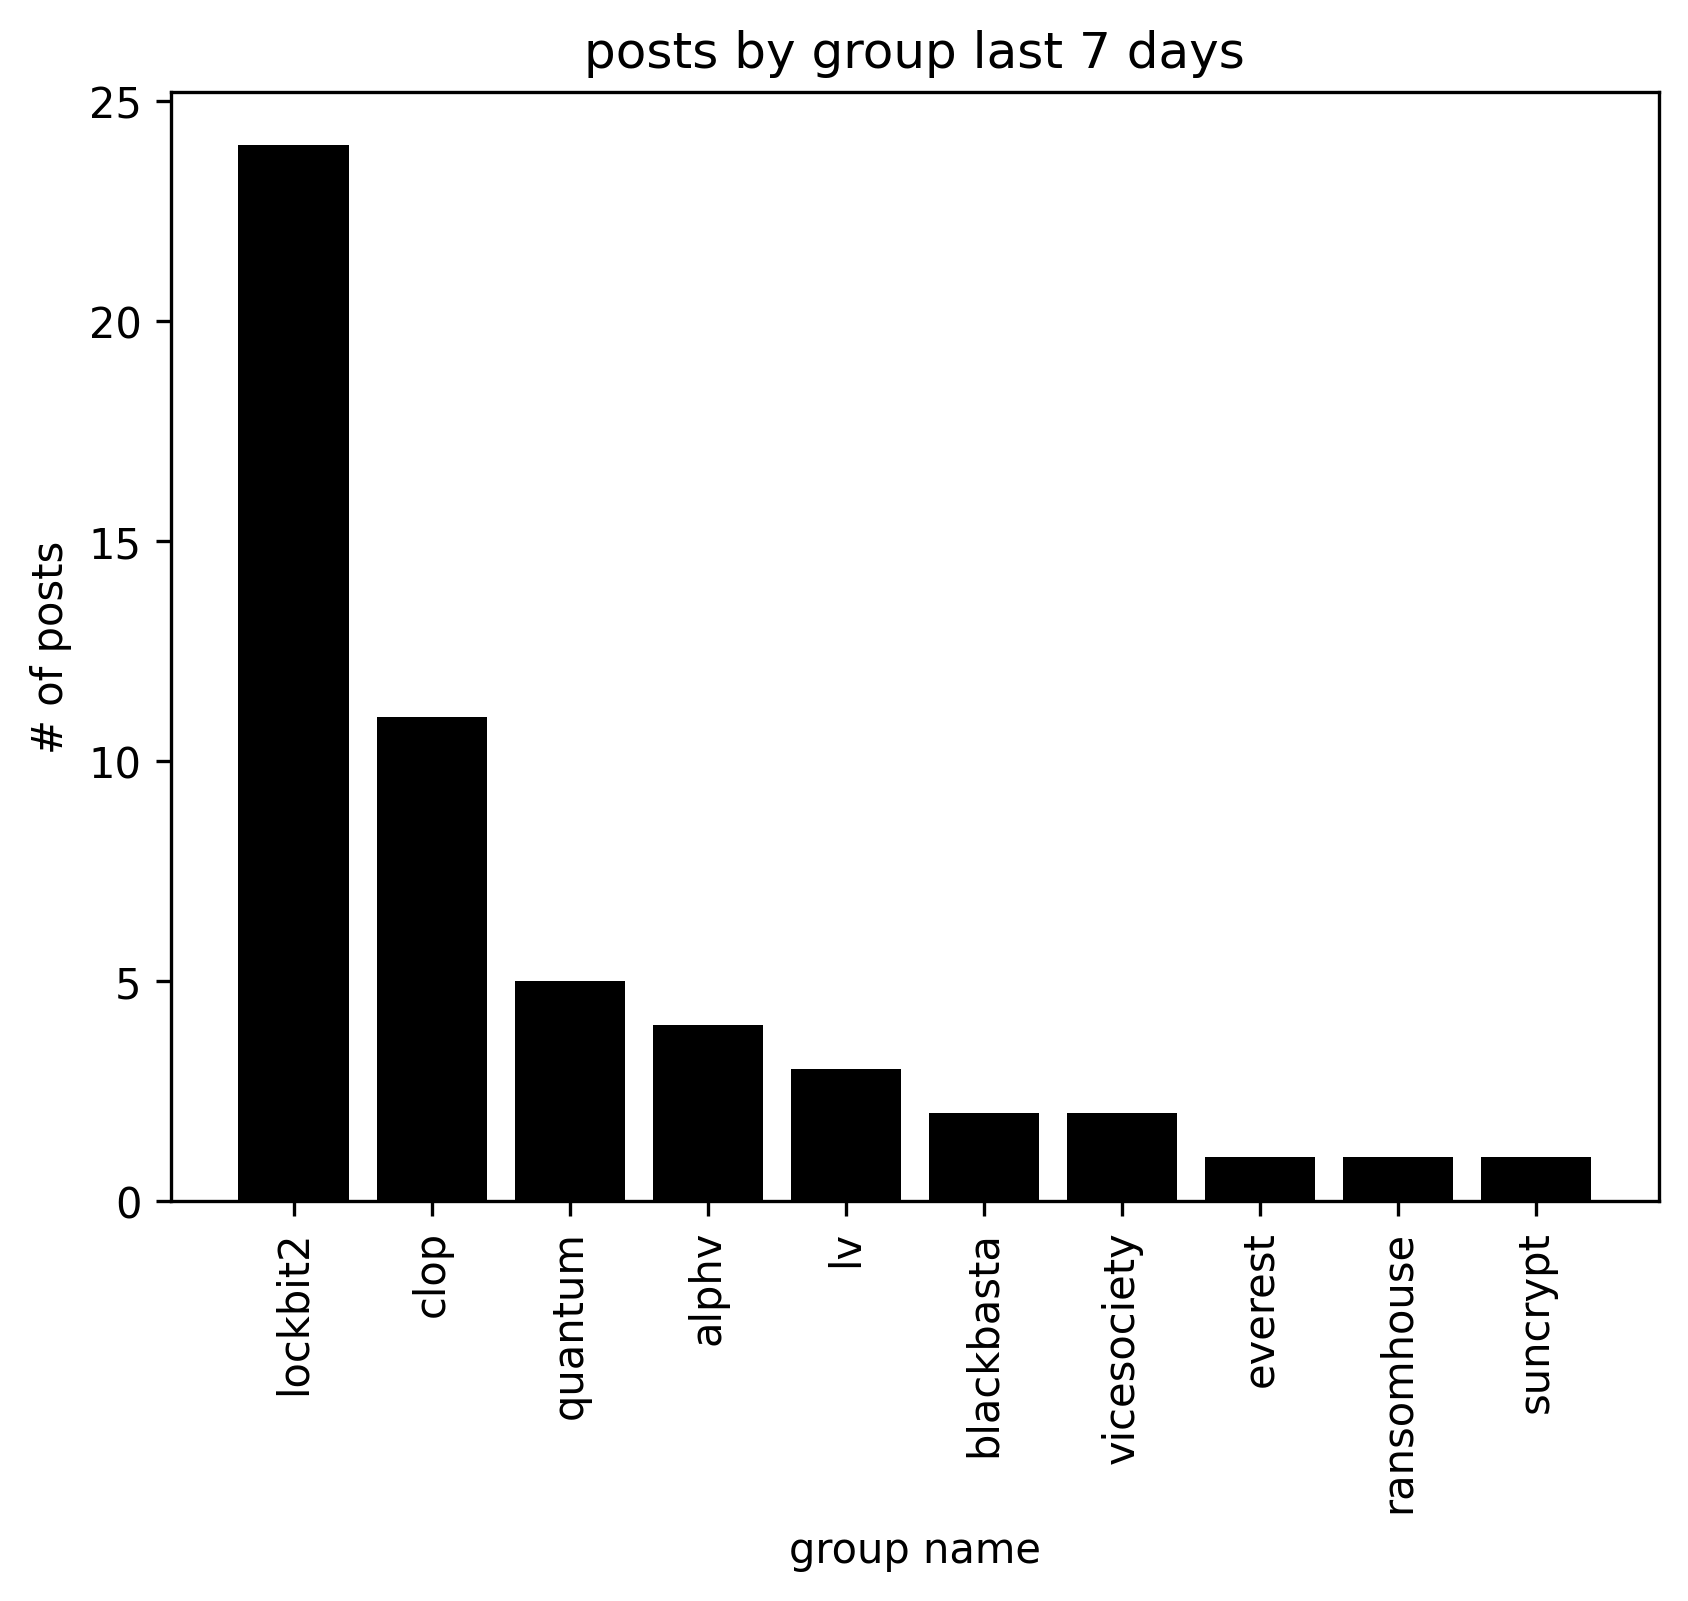 posts by group last 7 days
# of posts
25
20
15
10
5
0
lockbit2
clop
quantum
alphv
lv
blackbasta
vicesociety
everest
ransomhouse
suncrypt
group name